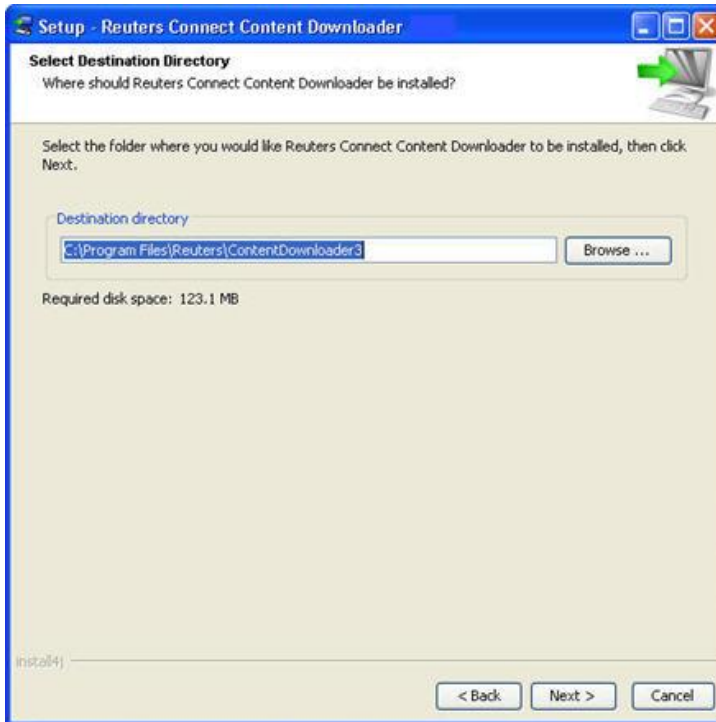 Setup - Reuters Connect Content Downloader
Select Destination Directory
Where should Reuters Connect Content Downloader be installed?
Select the folder where you would like Reuters Connect Content Downloader to be installed, then click
Next.
Destination directory
C:\Program Files\Reuters\ContentDownloader3
Browse ...
Required disk space: 123.1 MB
install4j
< Back
Next >
Cancel